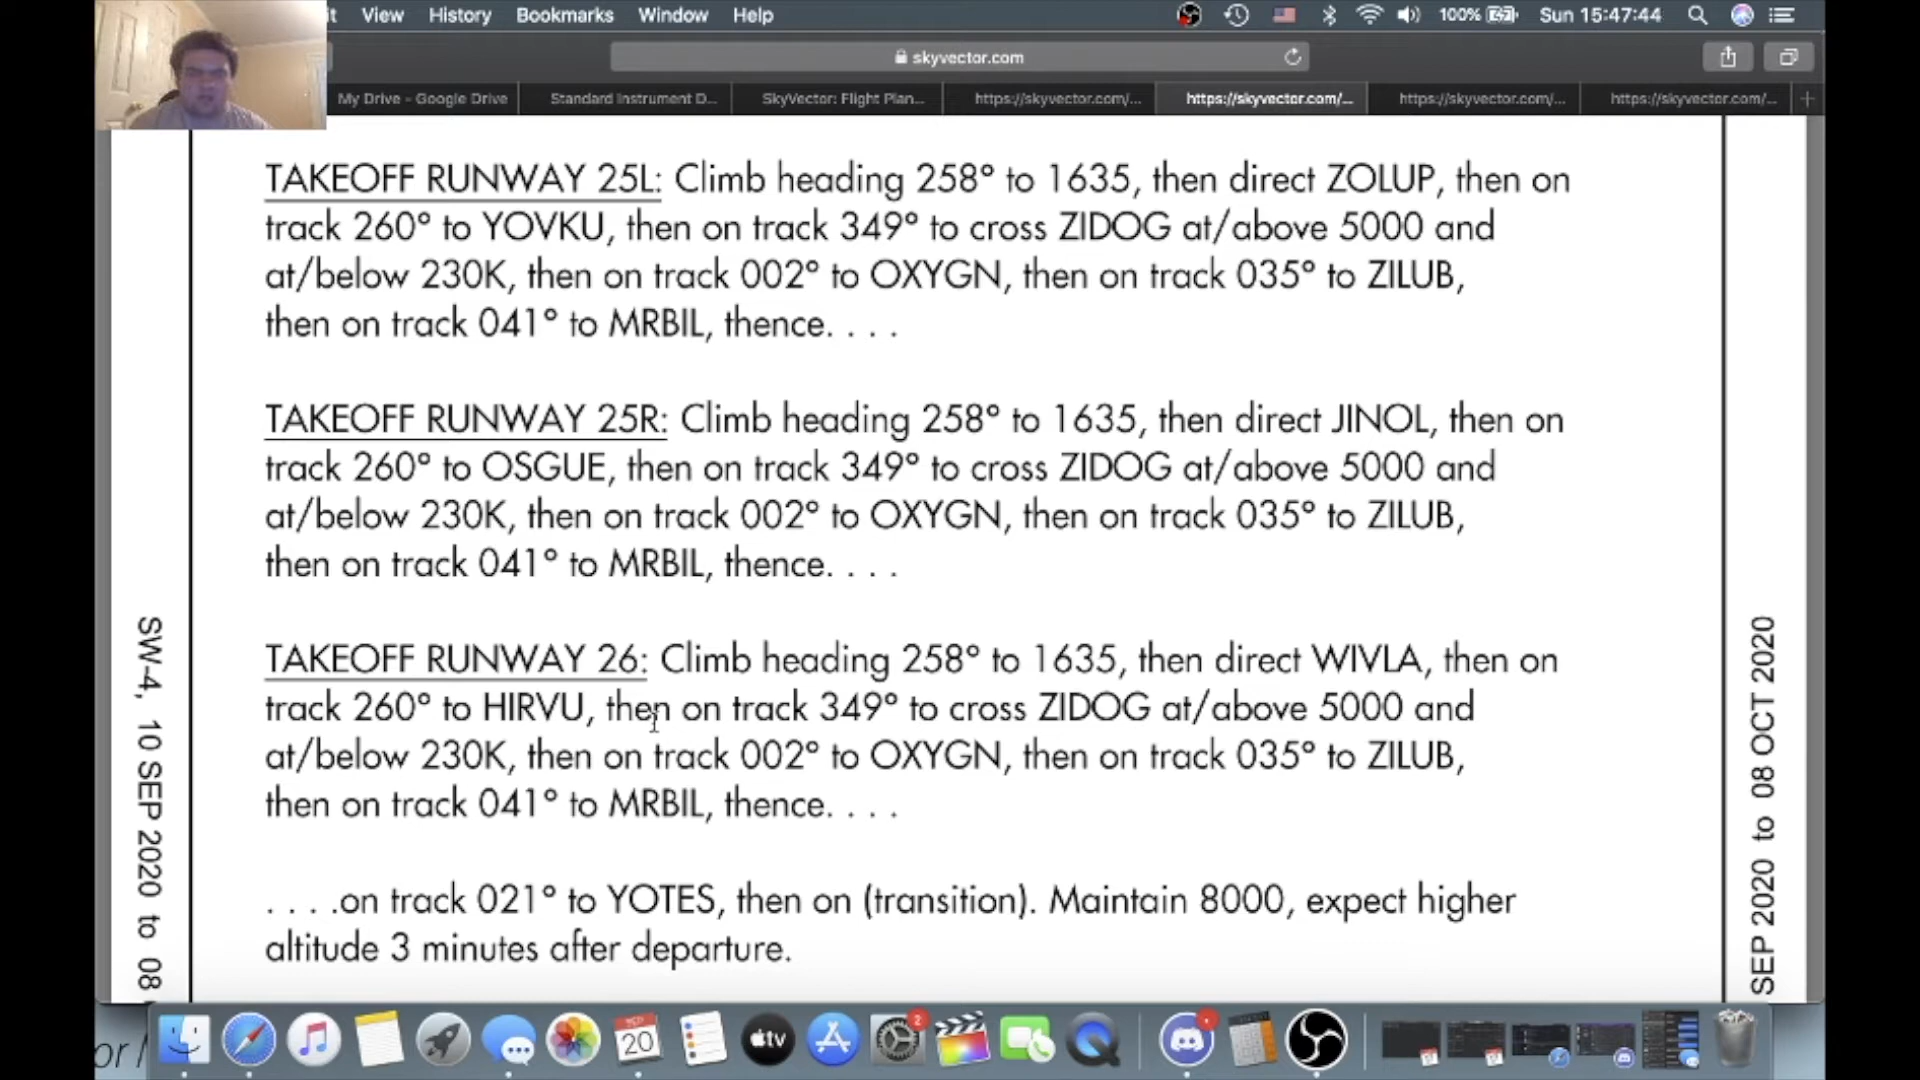 View History Bookmarks Window Help 100% Sun 15:47:44
skyvector.com
My Drive - Google Drive Standard Instrument D... SkyVector: Flight Plan... https://skyvector.com/... https://skyvector.com/... https://skyvector.com/... https://skyvector.com/...
TAKEOFF RUNWAY 25L: Climb heading 258° to 1635, then direct ZOLUP, then on
track 260° to YOVKU, then on track 349° to cross ZIDOG at/above 5000 and
at/below 230K, then on track 002° to OXYGN, then on track 035° to ZILUB,
then on track 041° to MRBIL, thence. . . .
TAKEOFF RUNWAY 25R: Climb heading 258° to 1635, then direct JINOL, then on
track 260° to OSGUE, then on track 349° to cross ZIDOG at/above 5000 and
at/below 230K, then on track 002° to OXYGN, then on track 035° to ZILUB,
then on track 041° to MRBIL, thence. . . .
TAKEOFF RUNWAY 26: Climb heading 258° to 1635, then direct WIVLA, then on
track 260° to HIRVU, then on track 349° to cross ZIDOG at/above 5000 and
at/below 230K, then on track 002° to OXYGN, then on track 035° to ZILUB,
then on track 041° to MRBIL, thence. . . .
. . . .on track 021° to YOTES, then on (transition). Maintain 8000, expect higher
altitude 3 minutes after departure.
SW-4, 10 SEP 2020 to 08
SEP 2020 to 08 OCT 2020
20
tv
2
or